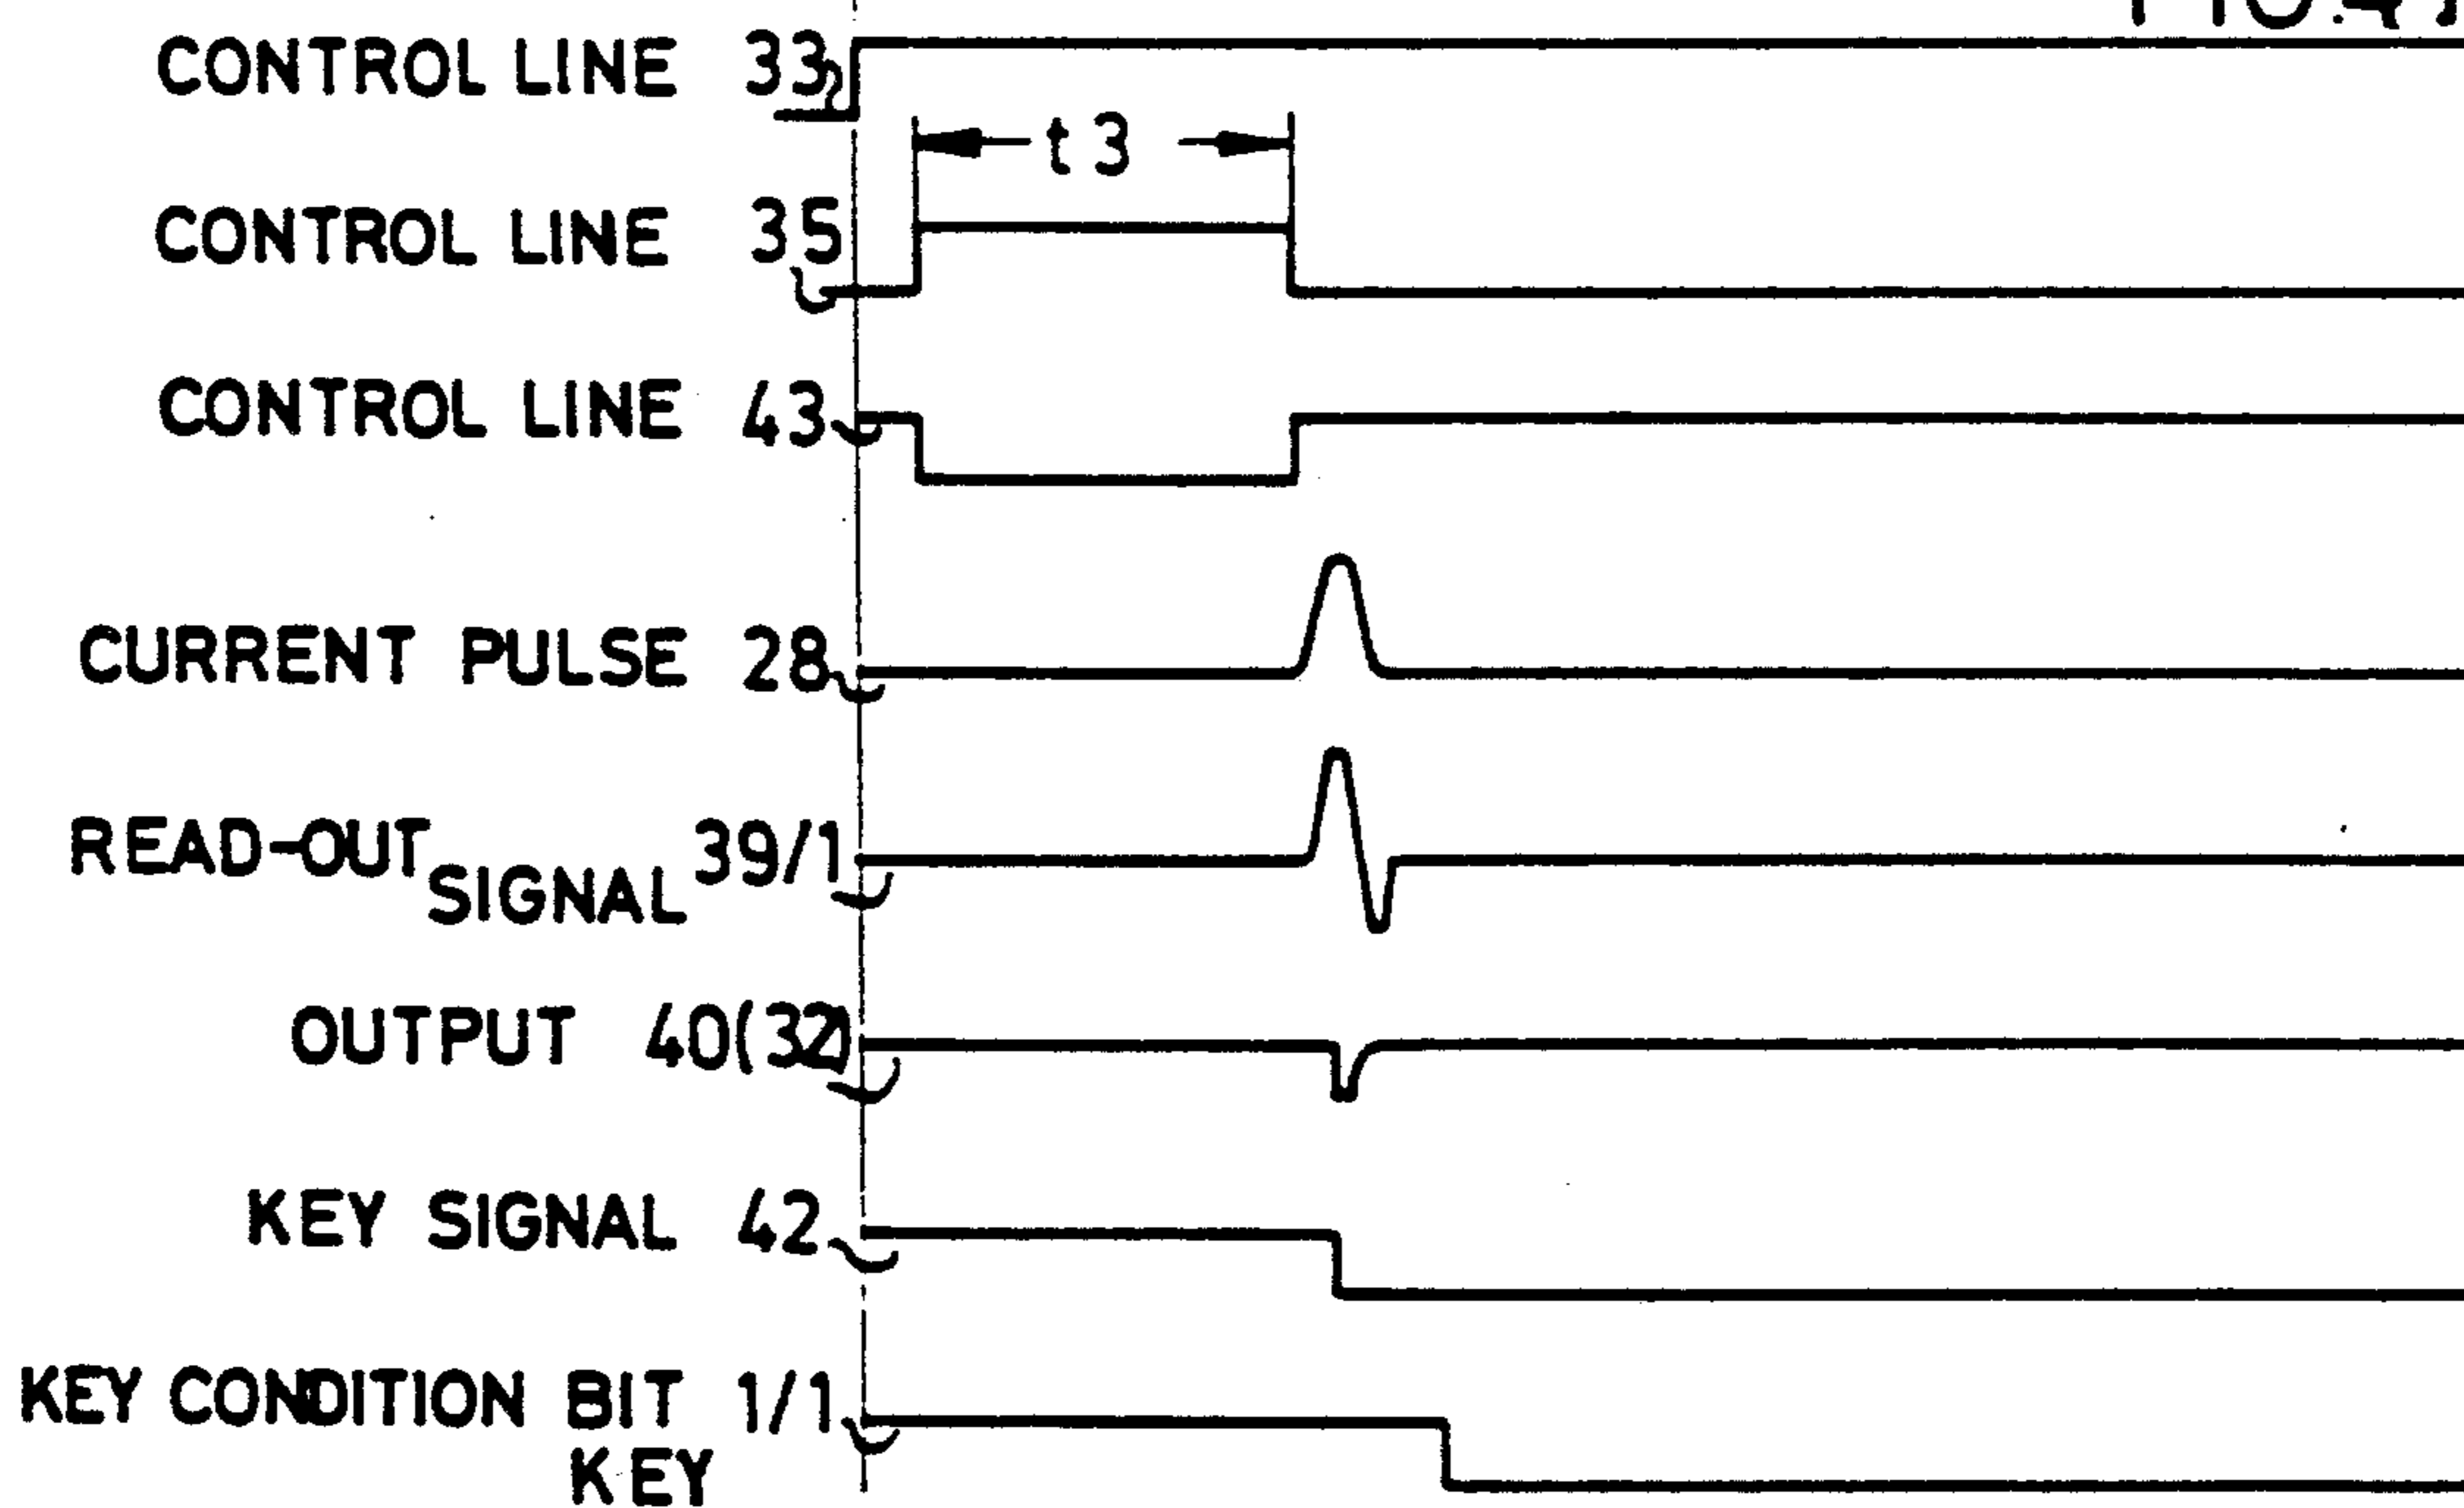 CONTROL LINE 33
t3
CONTROL LINE 35
CONTROL LINE 43
CURRENT PULSE 28
READ-OUT SIGNAL 39/1
OUTPUT 40(32)
KEY SIGNAL 42
KEY CONDITION BIT 1/1
KEY